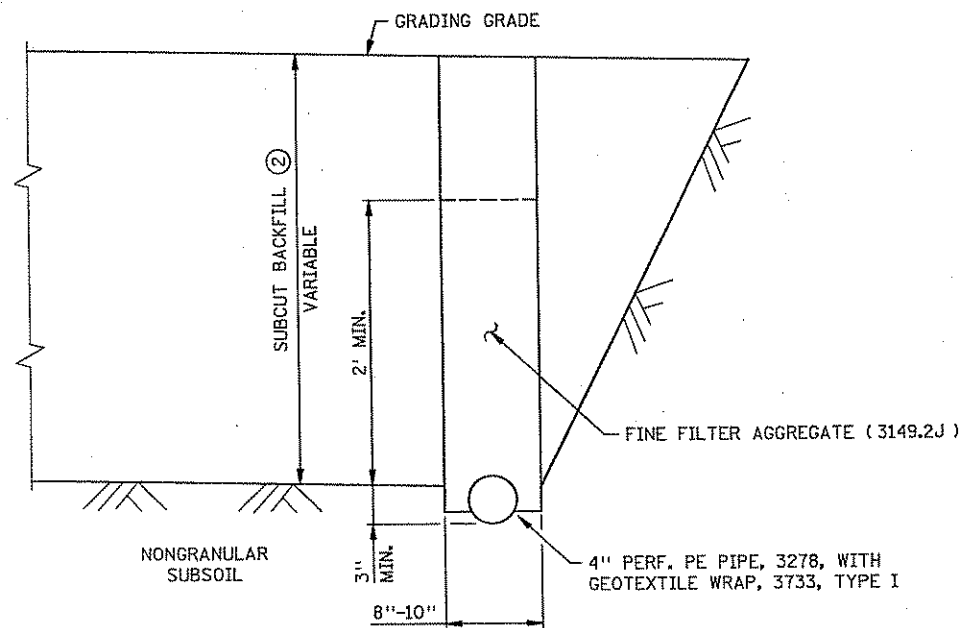 GRADING GRADE
SUBCUT BACKFILL ②
VARIABLE
2' MIN.
FINE FILTER AGGREGATE (3149.2J)
NONGRANULAR
SUBSOIL
3"
MIN.
8"-10"
4" PERF. PE PIPE, 3278, WITH
GEOTEXTILE WRAP, 3733, TYPE I